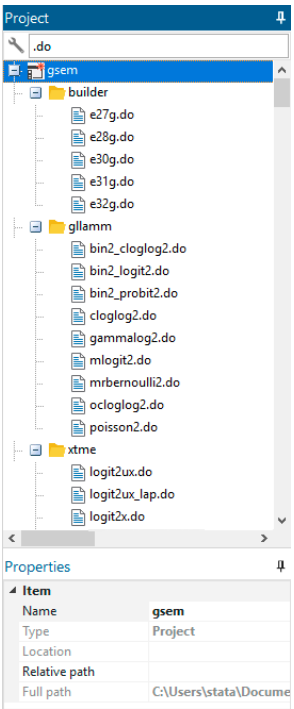 Project
.do
gsem
builder
e27g.do
e28g.do
e30g.do
e31g.do
e32g.do
gllamm
bin2_cloglog2.do
bin2_logit2.do
bin2_probit2.do
cloglog2.do
gammalog2.do
mlogit2.do
mrbernoulli2.do
ocloglog2.do
poisson2.do
xtme
logit2ux.do
logit2ux_lap.do
logit2x.do
Properties
Item
Name gsem
Type Project
Location
Relative path
Full path C:\Users\stata\Docume